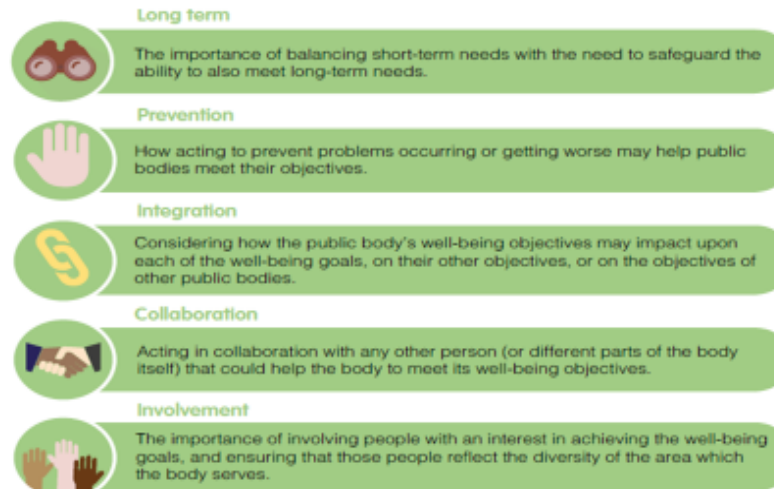 Long term
The importance of balancing short-term needs with the need to safeguard the
ability to also meet long-term needs.
Prevention
How acting to prevent problems occurring or getting worse may help public
bodies meet their objectives.
Integration
Considering how the public body's well-being objectives may impact upon
each of the well-being goals, on their other objectives, or on the objectives of
other public bodies.
Collaboration
Acting in collaboration with any other person (or different parts of the body
itself) that could help the body to meet its well-being objectives.
Involvement
The importance of involving people with an interest in achieving the well-being
goals, and ensuring that those people reflect the diversity of the area which
the body serves.